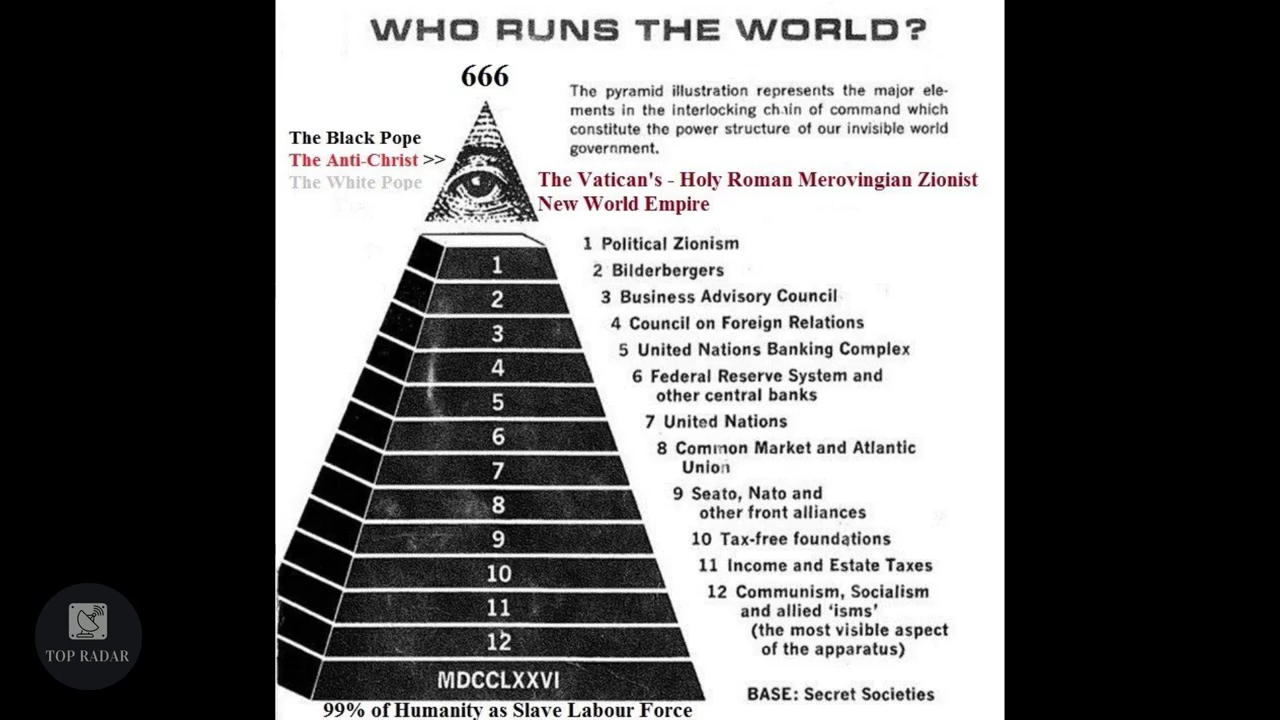 WHO RUNS THE WORLD?
666
The pyramid illustration represents the major ele-
ments in the interlocking chain of command which
constitute the power structure of our invisible world
government.
The Black Pope
The Anti-Christ >>
The White Pope
The Vatican's - Holy Roman Merovingian Zionist
New World Empire
1 Political Zionism
2 Bilderbergers
3 Business Advisory Council
4 Council on Foreign Relations
5 United Nations Banking Complex
6 Federal Reserve System and
other central banks
7 United Nations
8 Common Market and Atlantic
Union
9 Seato, Nato and
other front alliances
10 Tax-free foundations
11 Income and Estate Taxes
12 Communism, Socialism
and allied ‘isms’
(the most visible aspect
of the apparatus)
BASE: Secret Societies
1
2
3
4
5
6
7
8
9
10
11
12
MDCCLXXVI
99% of Humanity as Slave Labour Force
TOP RADAR